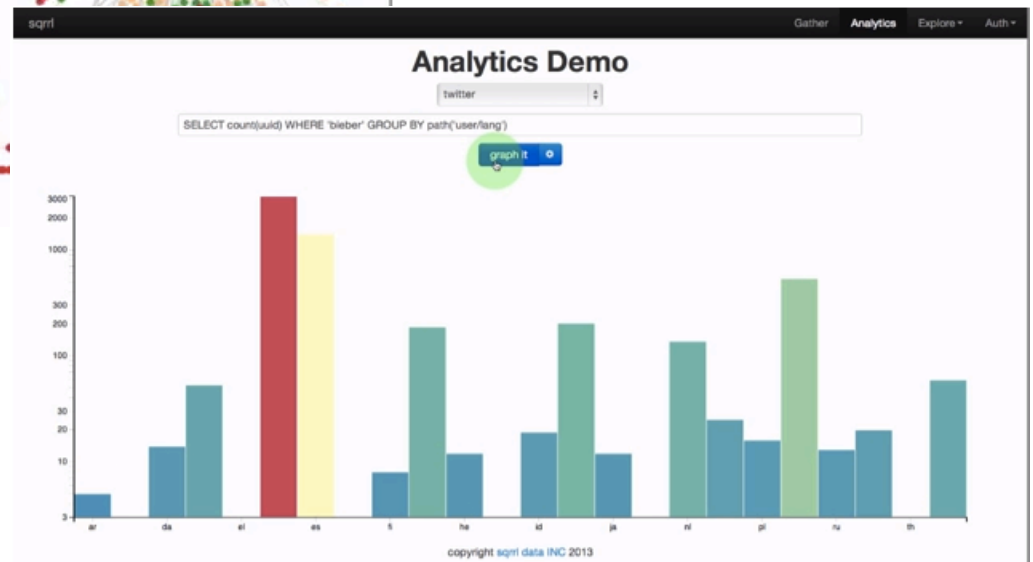 sqrrl Gather Analytics Explore Auth
Analytics Demo
twitter
SELECT count(uuid) WHERE 'bieber' GROUP BY path('user/lang')
graph it
3000
2000
1000
300
200
100
30
20
10
3
ar da el es fi he id ja nl pl ru th
copyright sqrrl data INC 2013